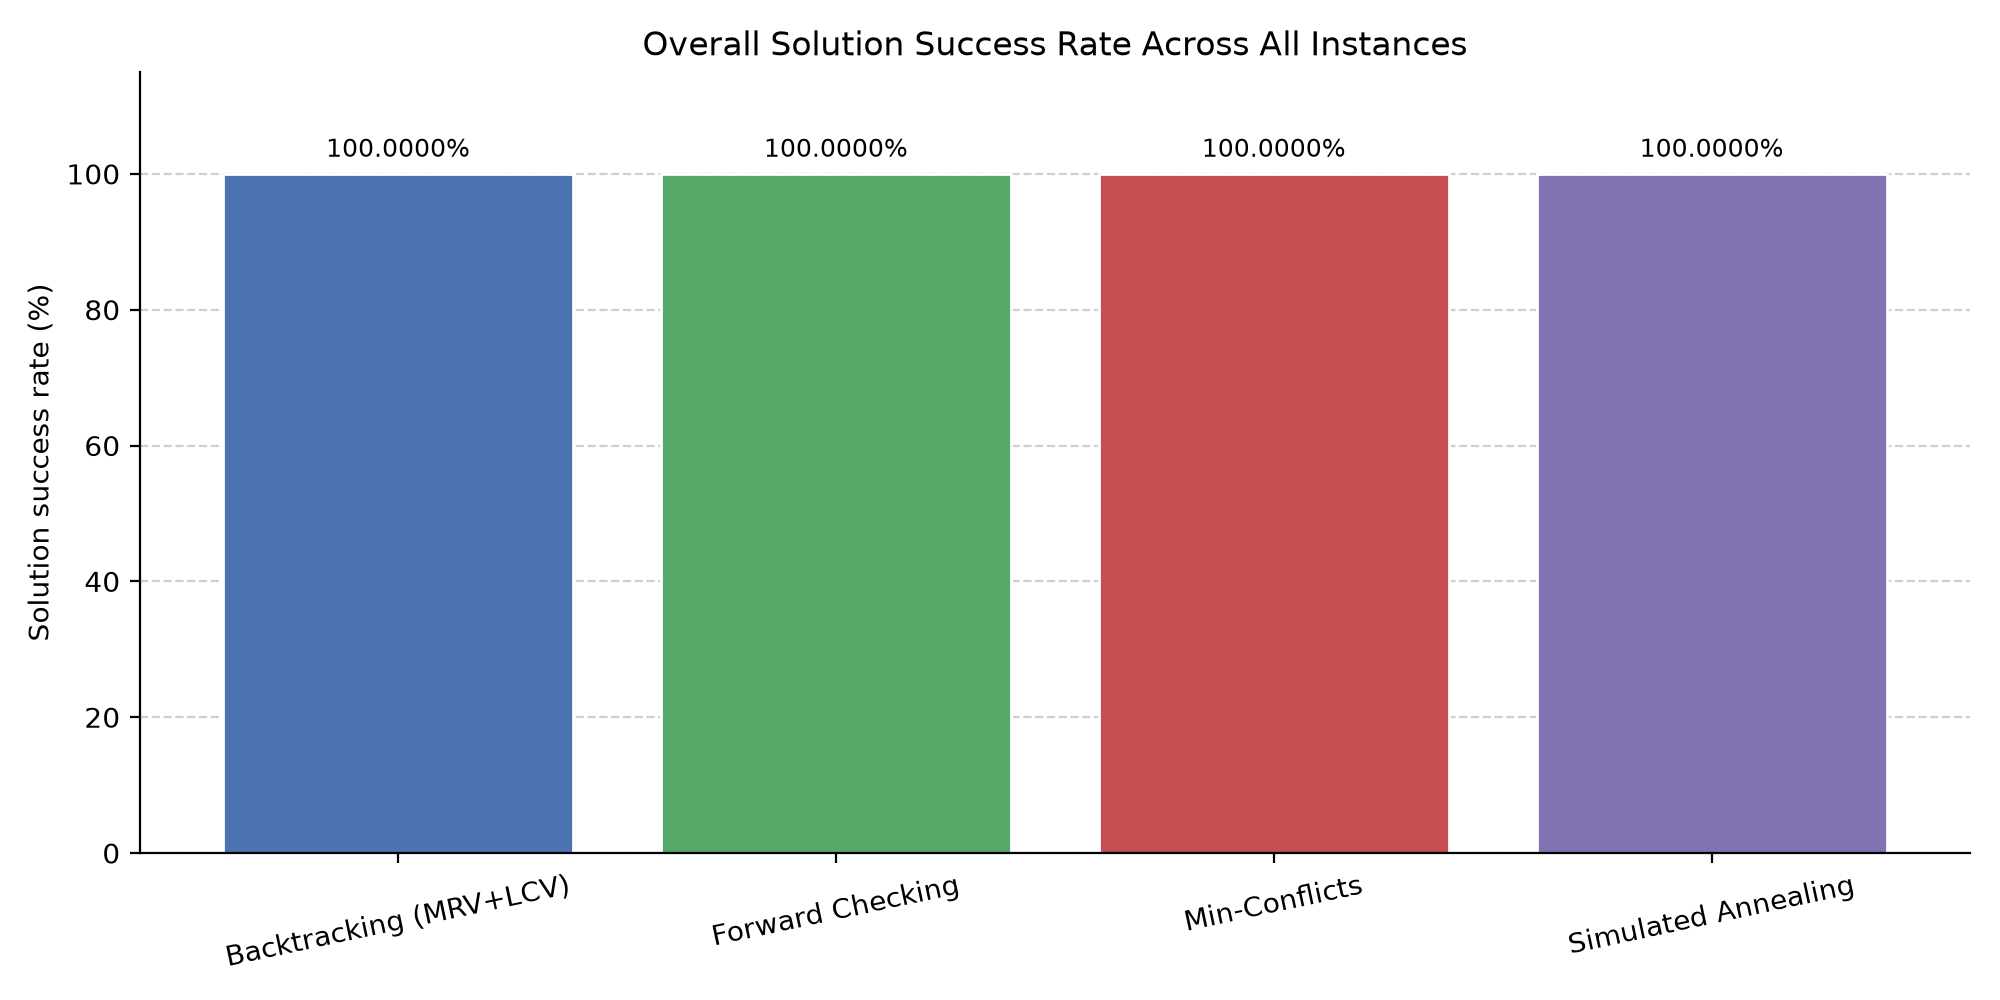 Overall Solution Success Rate Across All Instances
100.0000% 100.0000% 100.0000% 100.0000%
Solution success rate (%)
100
80
60
40
20
0
Backtracking (MRV+LCV)
Forward Checking
Min-Conflicts
Simulated Annealing